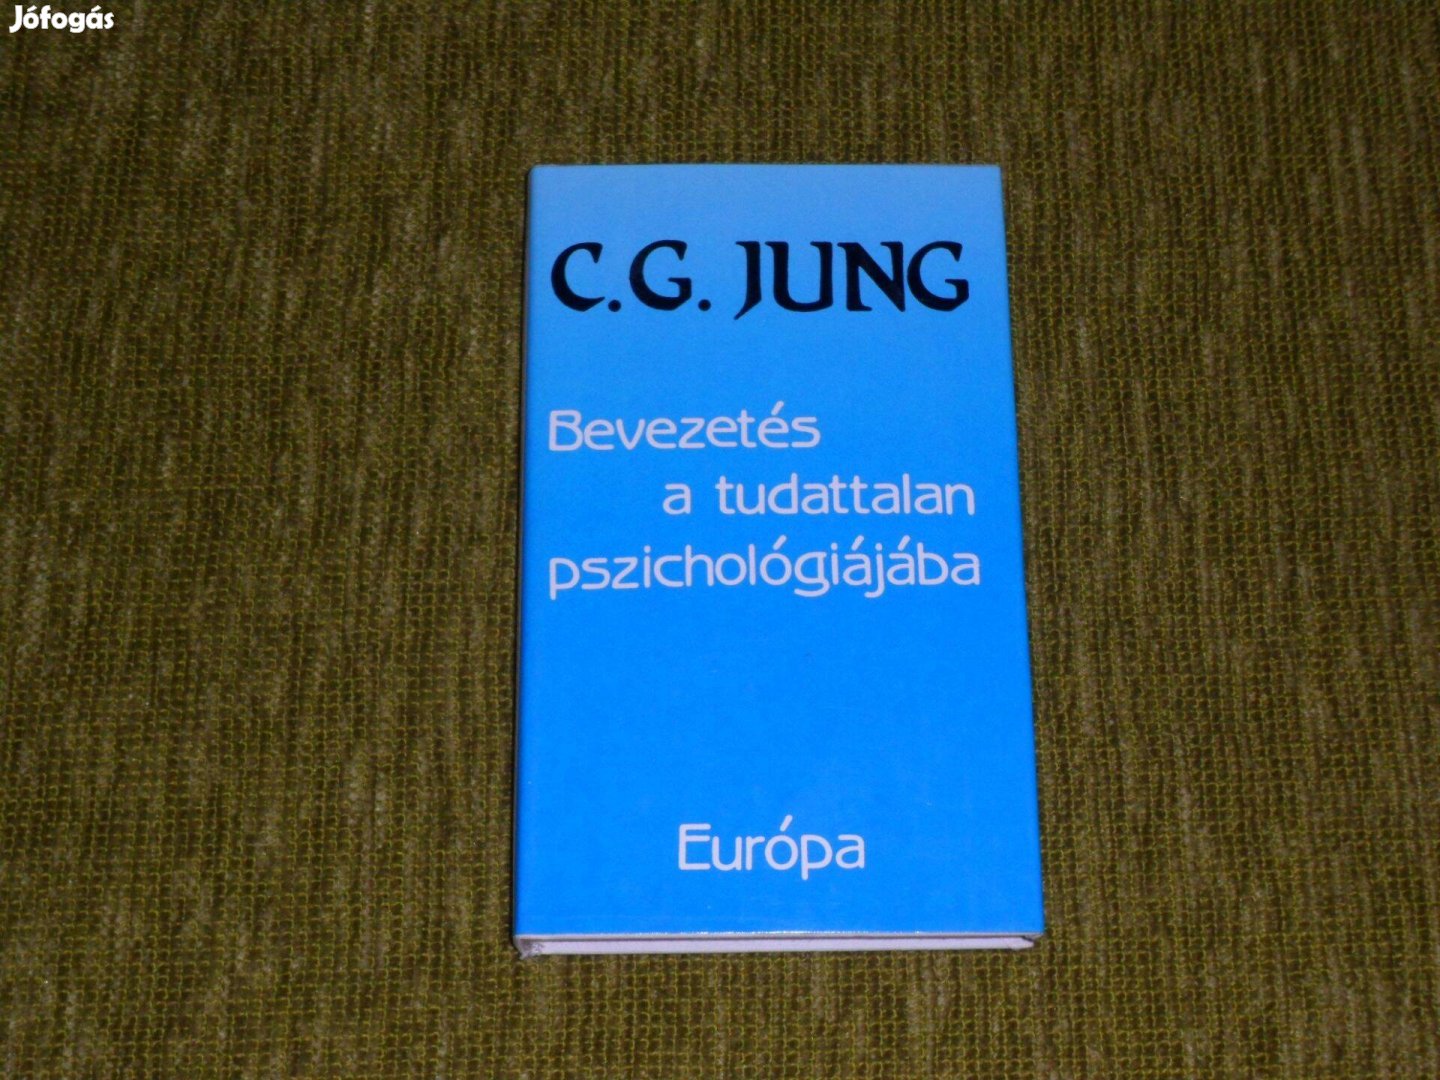 Jófogás
C.G. JUNG
Bevezetés
a tudattalan
pszichológiájába
Európa